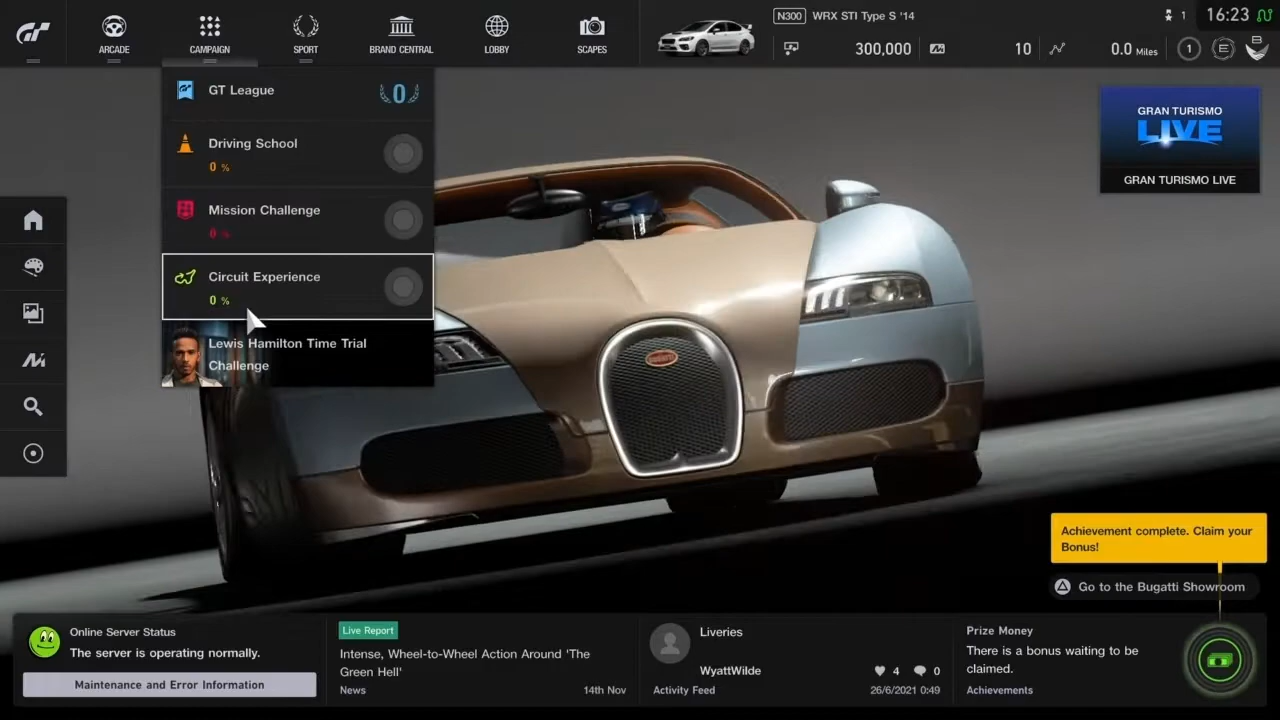 ARCADE
CAMPAIGN
SPORT
BRAND CENTRAL
LOBBY
SCAPES
N300 WRX STI Type S '14
300,000
10
0.0 Miles
1
16:23
1
E
B
GT League
0
Driving School
0 %
Mission Challenge
0 %
Circuit Experience
0 %
Lewis Hamilton Time Trial
Challenge
GRAN TURISMO
LIVE
GRAN TURISMO LIVE
BUGATTI
Achievement complete. Claim your
Bonus!
Go to the Bugatti Showroom
Online Server Status
The server is operating normally.
Maintenance and Error Information
Live Report
Intense, Wheel-to-Wheel Action Around 'The
Green Hell'
News
14th Nov
Liveries
WyattWilde
4
0
Activity Feed
26/6/2021 0:49
Prize Money
There is a bonus waiting to be
claimed.
Achievements